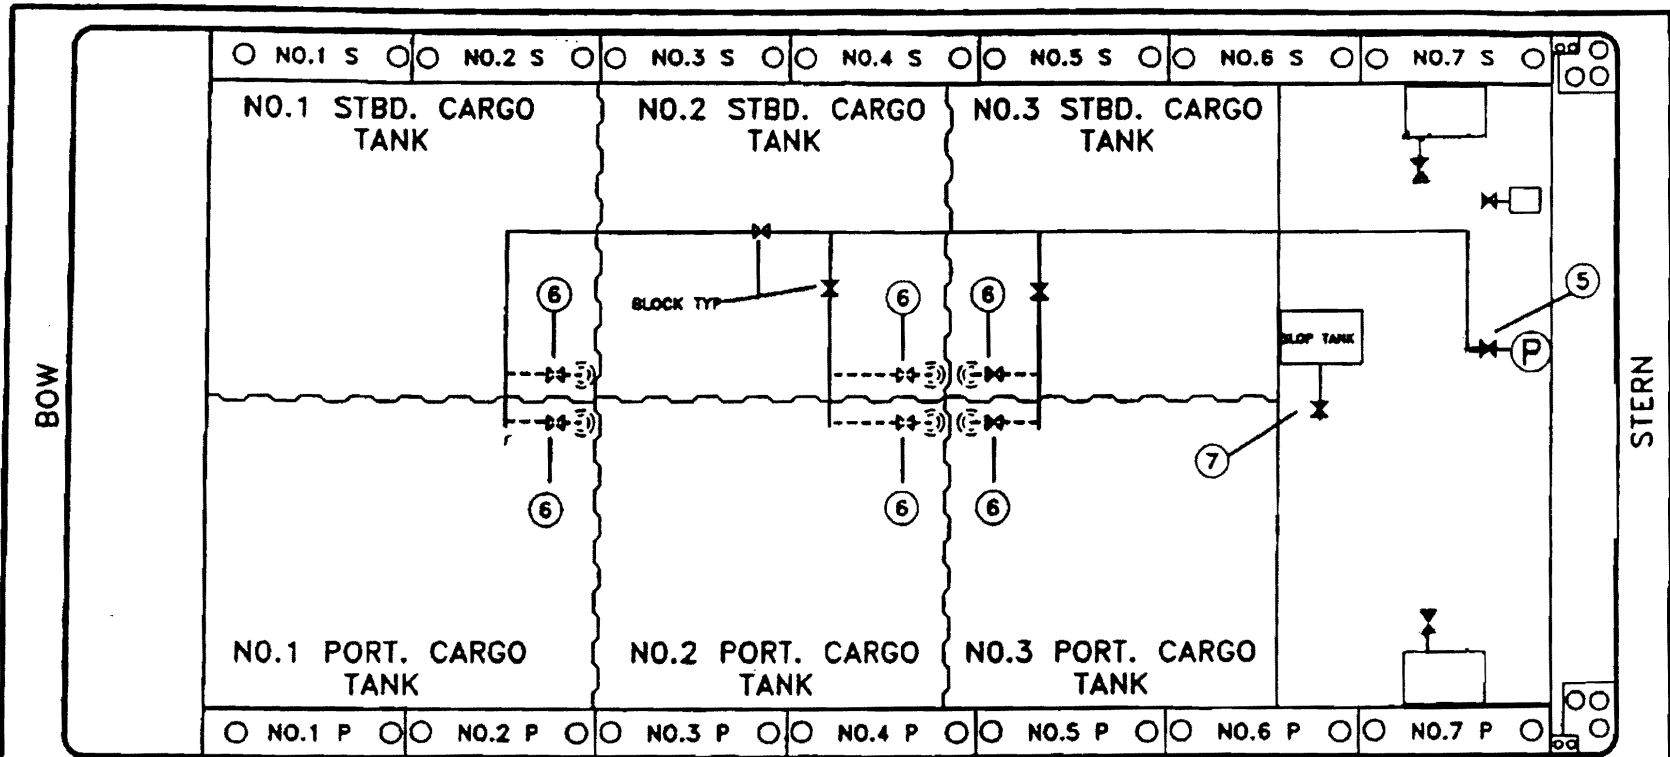 NO.1 S
NO.2 S
NO.3 S
NO.4 S
NO.5 S
NO.6 S
NO.7 S
NO.1 STBD. CARGO
TANK
NO.2 STBD. CARGO
TANK
NO.3 STBD. CARGO
TANK
BOW
STERN
6
BLOCK TYP
6
6
5
SLOP TANK
P
7
6
6
6
NO.1 PORT. CARGO
TANK
NO.2 PORT. CARGO
TANK
NO.3 PORT. CARGO
TANK
NO.1 P
NO.2 P
NO.3 P
NO.4 P
NO.5 P
NO.6 P
NO.7 P